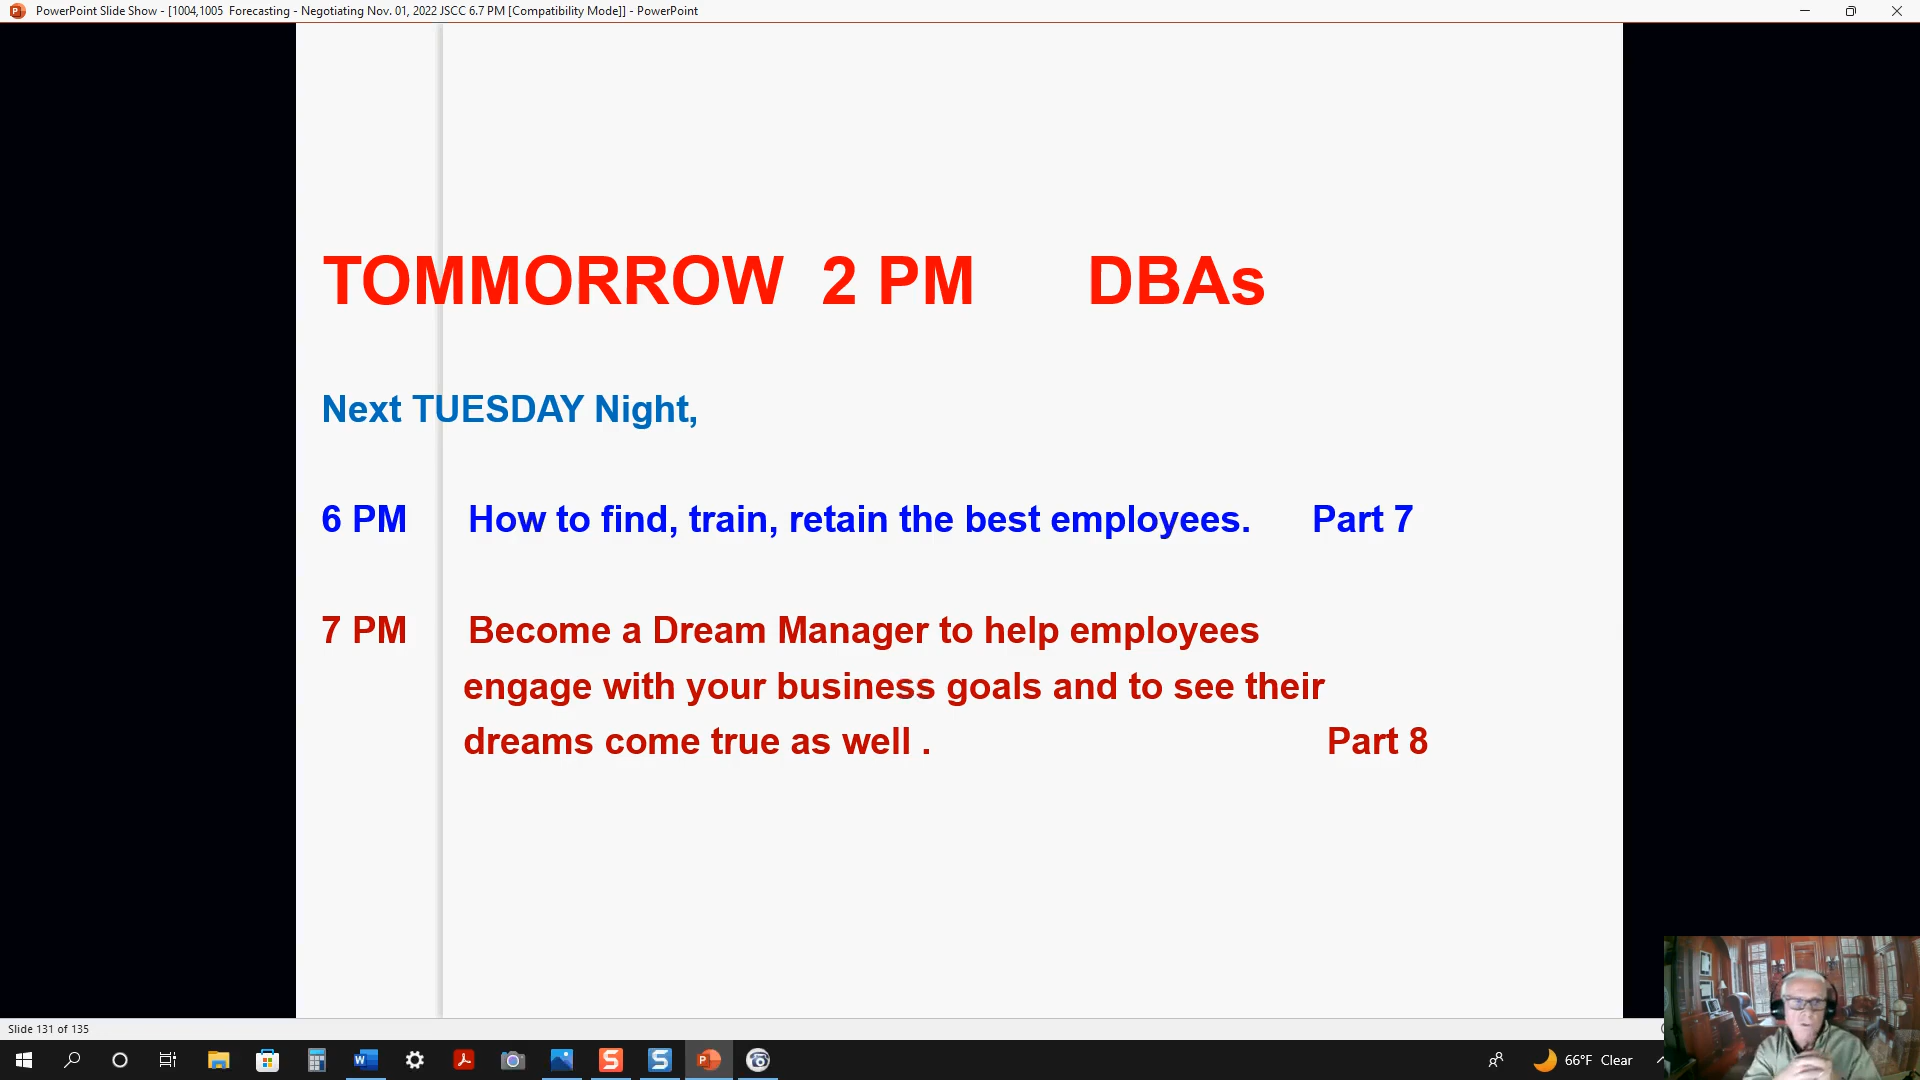 PowerPoint Slide Show - [1004,1005  Forecasting - Negotiating Nov. 01, 2022 JSCC 6.7 PM [Compatibility Mode]] - PowerPoint
TOMMORROW 2 PM DBAs
Next TUESDAY Night,
6 PM How to find, train, retain the best employees. Part 7
7 PM Become a Dream Manager to help employees
engage with your business goals and to see their
dreams come true as well . Part 8
Slide 131 of 135
66°F Clear